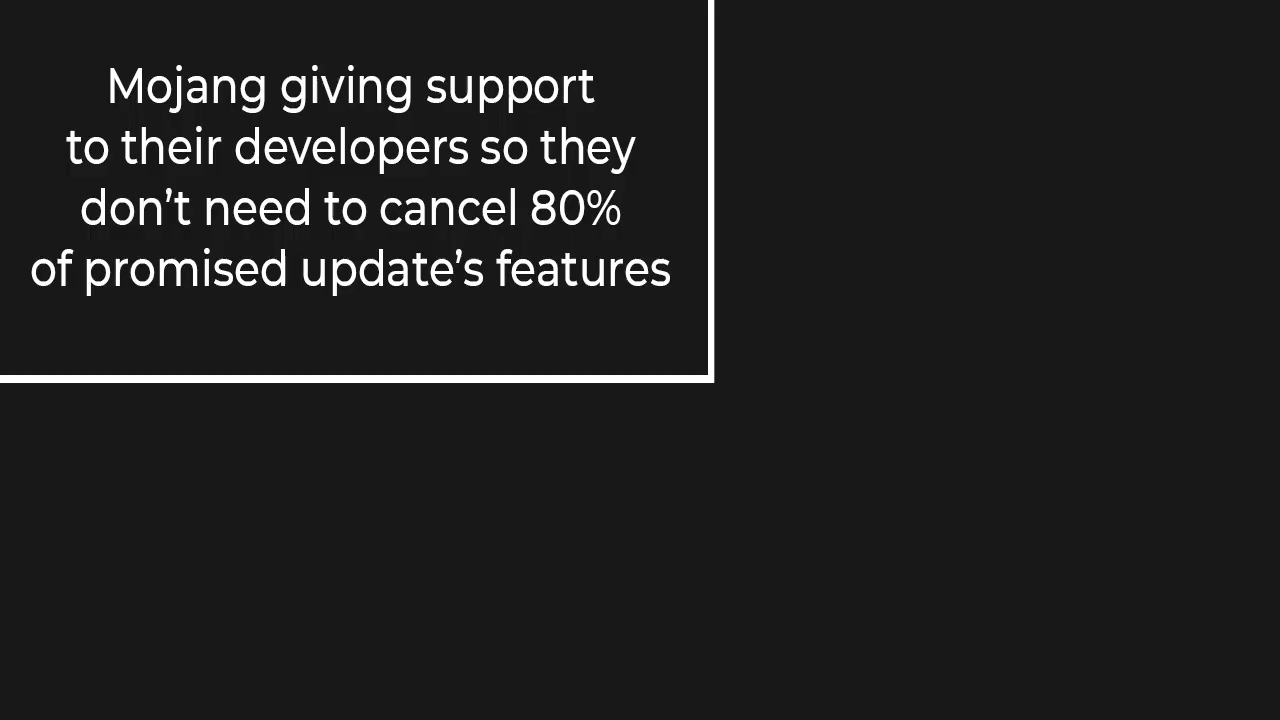 Mojang giving support
to their developers so they
don’t need to cancel 80%
of promised update’s features